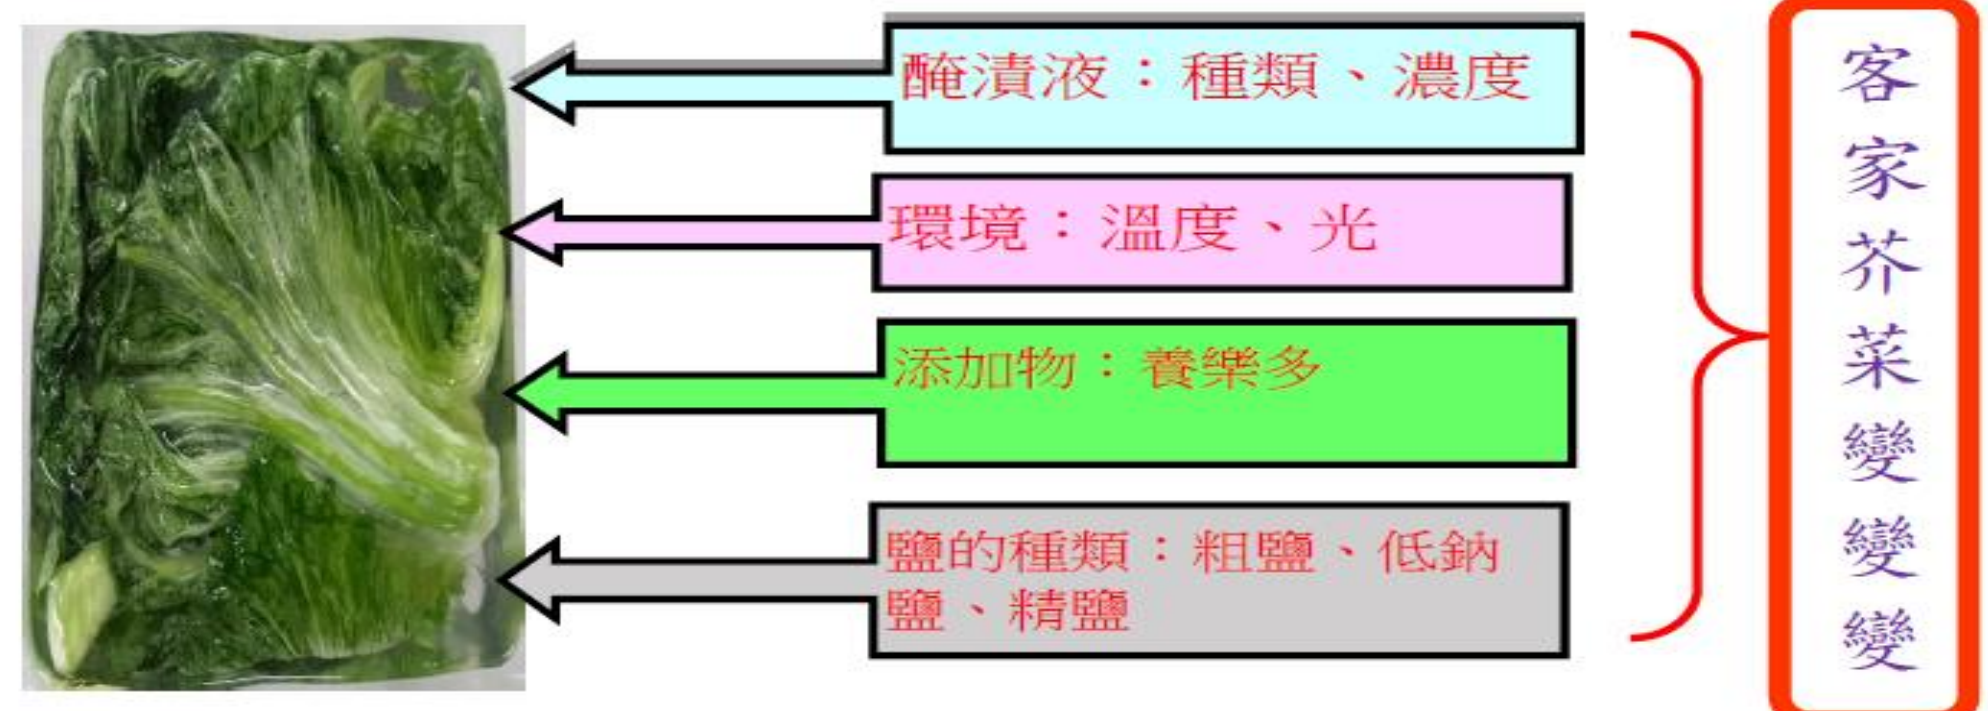 醃漬液：種類、濃度
環境：溫度、光
添加物：養樂多
鹽的種類：粗鹽、低鈉
鹽、精鹽
客家芥菜變變變